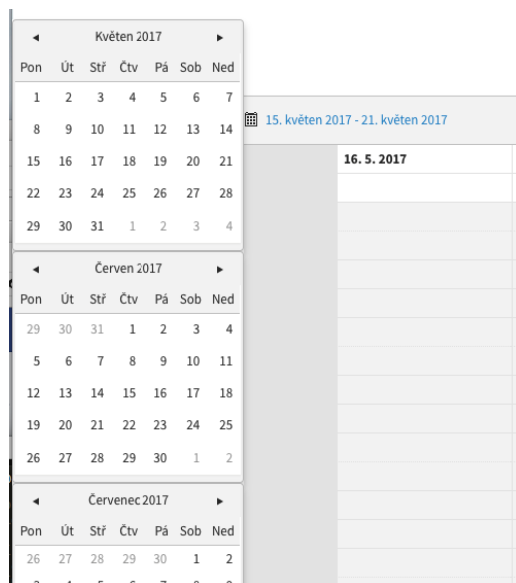 ◄ Květen 2017 ►
Pon Út Stř Čtv Pá Sob Ned
1 2 3 4 5 6 7
8 9 10 11 12 13 14
15 16 17 18 19 20 21
22 23 24 25 26 27 28
29 30 31 1 2 3 4
◄ Červen 2017 ►
Pon Út Stř Čtv Pá Sob Ned
29 30 31 1 2 3 4
5 6 7 8 9 10 11
12 13 14 15 16 17 18
19 20 21 22 23 24 25
26 27 28 29 30 1 2
◄ Červenec 2017 ►
Pon Út Stř Čtv Pá Sob Ned
26 27 28 29 30 1 2
15. květen 2017 - 21. květen 2017
16. 5. 2017